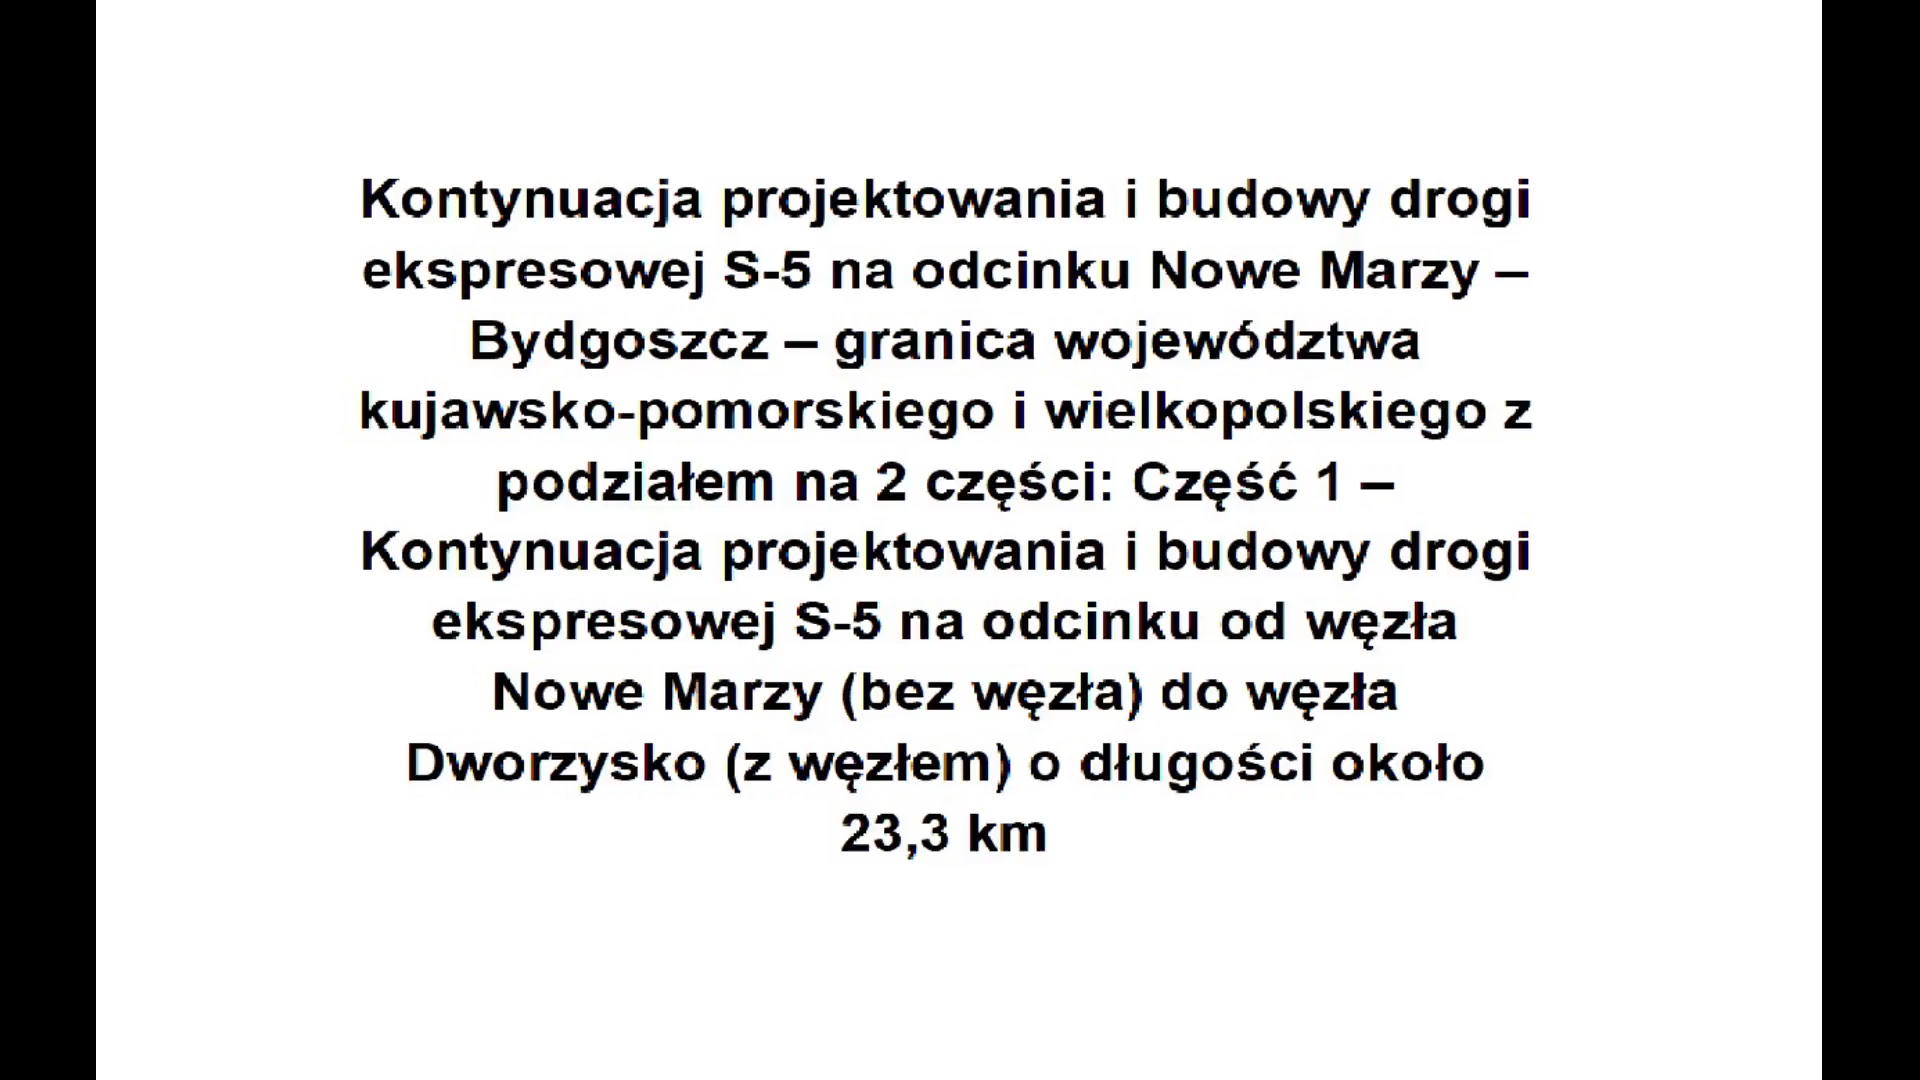 Kontynuacja projektowania i budowy drogi
ekspresowej S-5 na odcinku Nowe Marzy –
Bydgoszcz – granica województwa
kujawsko-pomorskiego i wielkopolskiego z
podziałem na 2 części: Część 1 –
Kontynuacja projektowania i budowy drogi
ekspresowej S-5 na odcinku od węzła
Nowe Marzy (bez węzła) do węzła
Dworzysko (z węzłem) o długości około
23,3 km